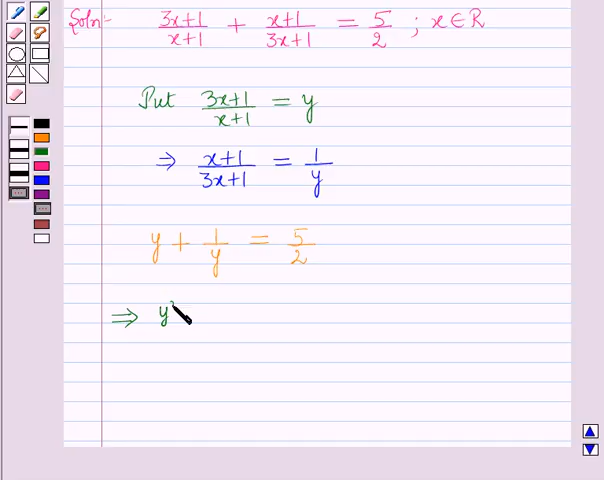 Soln:- (3x+1)/(x+1) + (x+1)/(3x+1) = 5/2 ; x∈R
Put (3x+1)/(x+1) = y
⇒ (x+1)/(3x+1) = 1/y
y + 1/y = 5/2
⇒ y